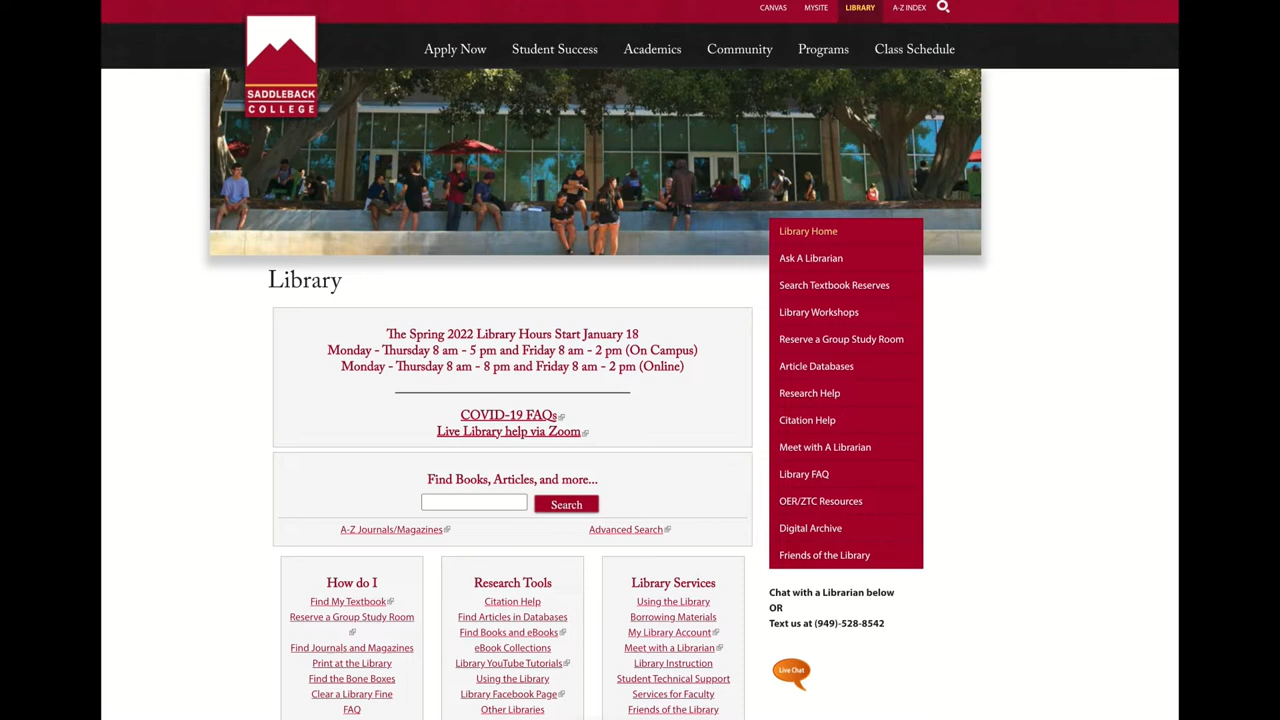 CANVAS MYSITE LIBRARY A-Z INDEX
SADDLEBACK
COLLEGE
Apply Now Student Success Academics Community Programs Class Schedule
Library
The Spring 2022 Library Hours Start January 18
Monday - Thursday 8 am - 5 pm and Friday 8 am - 2 pm (On Campus)
Monday - Thursday 8 am - 8 pm and Friday 8 am - 2 pm (Online)
COVID-19 FAQs
Live Library help via Zoom
Find Books, Articles, and more...
Search
A-Z Journals/Magazines Advanced Search
How do I
Find My Textbook
Reserve a Group Study Room
Find Journals and Magazines
Print at the Library
Find the Bone Boxes
Clear a Library Fine
FAQ
Research Tools
Citation Help
Find Articles in Databases
Find Books and eBooks
eBook Collections
Library YouTube Tutorials
Using the Library
Library Facebook Page
Other Libraries
Library Services
Using the Library
Borrowing Materials
My Library Account
Meet with a Librarian
Library Instruction
Student Technical Support
Services for Faculty
Friends of the Library
Library Home
Ask A Librarian
Search Textbook Reserves
Library Workshops
Reserve a Group Study Room
Article Databases
Research Help
Citation Help
Meet with A Librarian
Library FAQ
OER/ZTC Resources
Digital Archive
Friends of the Library
Chat with a Librarian below
OR
Text us at (949)-528-8542
Live Chat